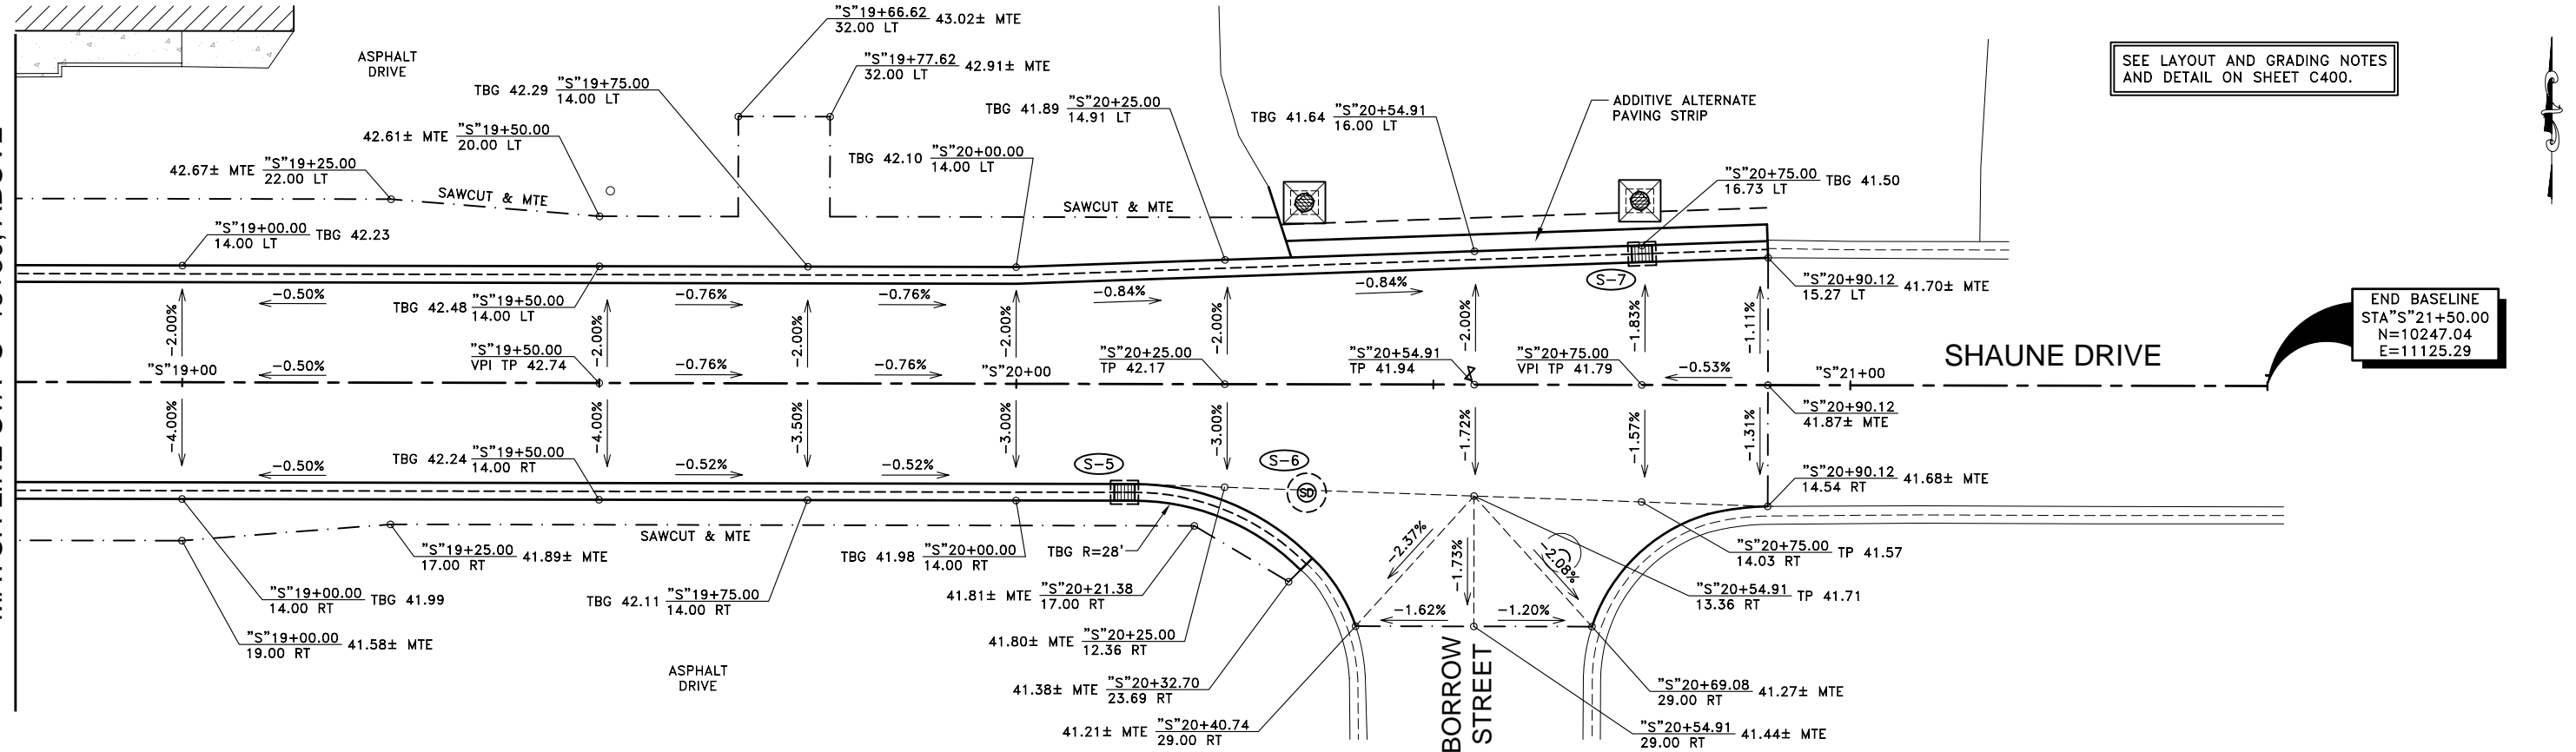 "S"19+66.62
32.00 LT
43.02± MTE
"S"19+77.62
32.00 LT
42.91± MTE
SEE LAYOUT AND GRADING NOTES
AND DETAIL ON SHEET C400.
ASPHALT
DRIVE
TBG 42.29
"S"19+75.00
14.00 LT
TBG 41.89
"S"20+25.00
14.91 LT
TBG 41.64
"S"20+54.91
16.00 LT
ADDITIVE ALTERNATE
PAVING STRIP
42.61± MTE
"S"19+50.00
20.00 LT
TBG 42.10
"S"20+00.00
14.00 LT
42.67± MTE
"S"19+25.00
22.00 LT
"S"20+75.00
16.73 LT
TBG 41.50
SAWCUT & MTE
SAWCUT & MTE
"S"19+00.00
14.00 LT
TBG 42.23
S-7
"S"20+90.12
15.27 LT
41.70± MTE
-0.50%
TBG 42.48
"S"19+50.00
14.00 LT
-0.76%
-0.76%
-0.84%
-0.84%
END BASELINE
STA"S"21+50.00
N=10247.04
E=11125.29
-2.00%
-2.00%
-2.00%
-2.00%
-2.00%
-2.00%
-1.83%
-1.11%
"S"19+50.00
VPI TP 42.74
"S"20+25.00
TP 42.17
"S"20+54.91
TP 41.94
"S"20+75.00
VPI TP 41.79
SHAUNE DRIVE
"S"19+00
-0.50%
-0.76%
-0.76%
"S"20+00
-0.53%
"S"21+00
"S"20+90.12
41.87± MTE
-4.00%
-4.00%
-3.50%
-3.00%
-3.00%
-1.72%
-1.57%
-1.31%
TBG 42.24
"S"19+50.00
14.00 RT
-0.50%
-0.52%
-0.52%
S-5
S-6
SD
"S"20+90.12
14.54 RT
41.68± MTE
SAWCUT & MTE
"S"19+25.00
17.00 RT
41.89± MTE
TBG 41.98
"S"20+00.00
14.00 RT
TBG R=28'
-2.37%
-1.73%
-2.08%
"S"20+75.00
14.03 RT
TP 41.57
"S"19+00.00
14.00 RT
TBG 41.99
TBG 42.11
"S"19+75.00
14.00 RT
41.81± MTE
"S"20+21.38
17.00 RT
"S"20+54.91
13.36 RT
TP 41.71
-1.62%
-1.20%
"S"19+00.00
19.00 RT
41.58± MTE
41.80± MTE
"S"20+25.00
12.36 RT
ASPHALT
DRIVE
BORROW
STREET
41.38± MTE
"S"20+32.70
23.69 RT
"S"20+69.08
29.00 RT
41.27± MTE
41.21± MTE
"S"20+40.74
29.00 RT
"S"20+54.91
29.00 RT
41.44± MTE